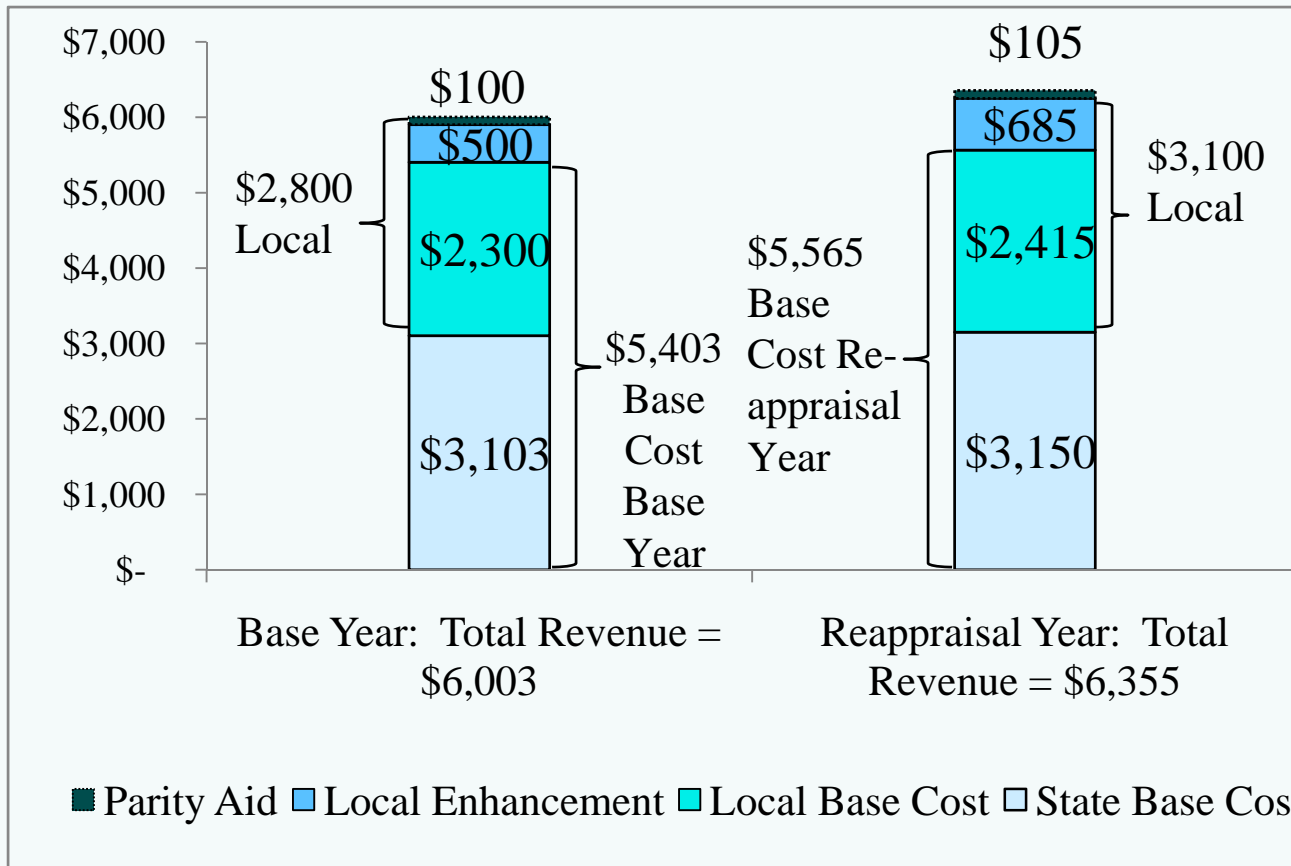 $7,000
$6,000
$5,000
$4,000
$3,000
$2,000
$1,000
$-
$100
$500
$2,300
$3,103
$2,800
Local
$5,403
Base
Cost
Base
Year
$105
$685
$2,415
$3,150
$5,565
Base
Cost Re-
appraisal
Year
$3,100
Local
Base Year:  Total Revenue =
$6,003
Reappraisal Year:  Total
Revenue = $6,355
Parity Aid
Local Enhancement
Local Base Cost
State Base Cos